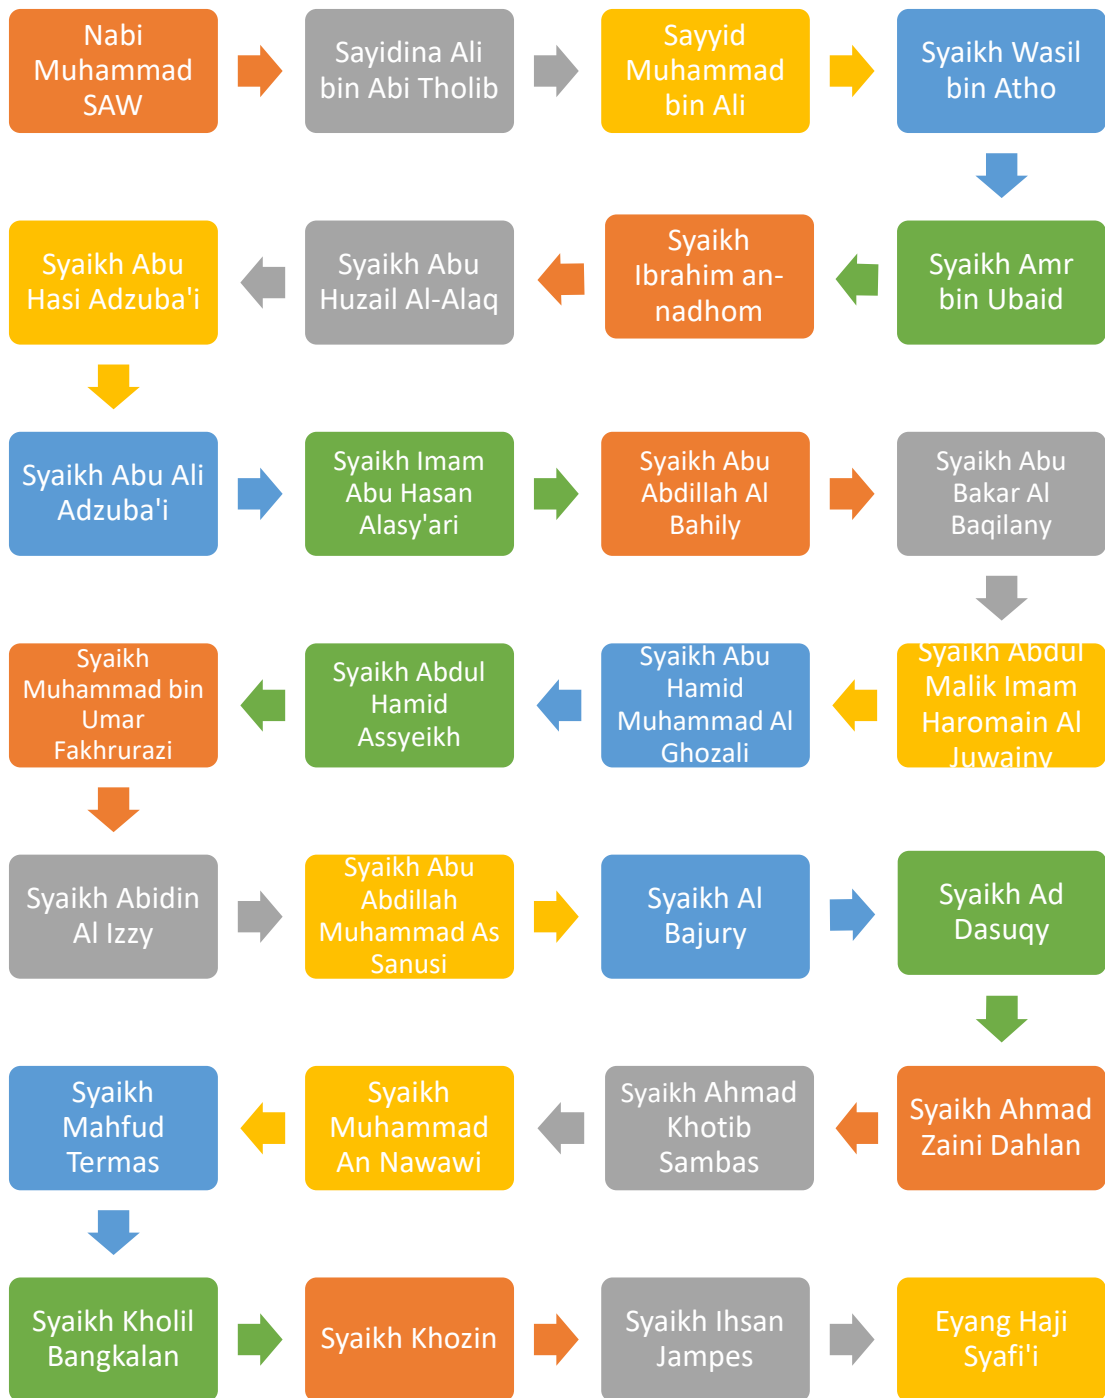 Nabi
Muhammad
SAW
Sayidina Ali
bin Abi Tholib
Sayyid
Muhammad
bin Ali
Syaikh Wasil
bin Atho
Syaikh Amr
bin Ubaid
Syaikh
Ibrahim an-
nadhom
Syaikh Abu
Huzail Al-Alaq
Syaikh Abu
Hasi Adzuba'i
Syaikh Abu Ali
Adzuba'i
Syaikh Imam
Abu Hasan
Alasy'ari
Syaikh Abu
Abdillah Al
Bahily
Syaikh Abu
Bakar Al
Baqilany
Syaikh Abdul
Malik Imam
Haromain Al
Juwainy
Syaikh Abu
Hamid
Muhammad Al
Ghozali
Syaikh Abdul
Hamid
Assyeikh
Syaikh
Muhammad bin
Umar
Fakhrurazi
Syaikh Abidin
Al Izzy
Syaikh Abu
Abdillah
Muhammad As
Sanusi
Syaikh Al
Bajury
Syaikh Ad
Dasuqy
Syaikh Ahmad
Zaini Dahlan
Syaikh Ahmad
Khotib
Sambas
Syaikh
Muhammad
An Nawawi
Syaikh
Mahfud
Termas
Syaikh Kholil
Bangkalan
Syaikh Khozin
Syaikh Ihsan
Jampes
Eyang Haji
Syafi'i